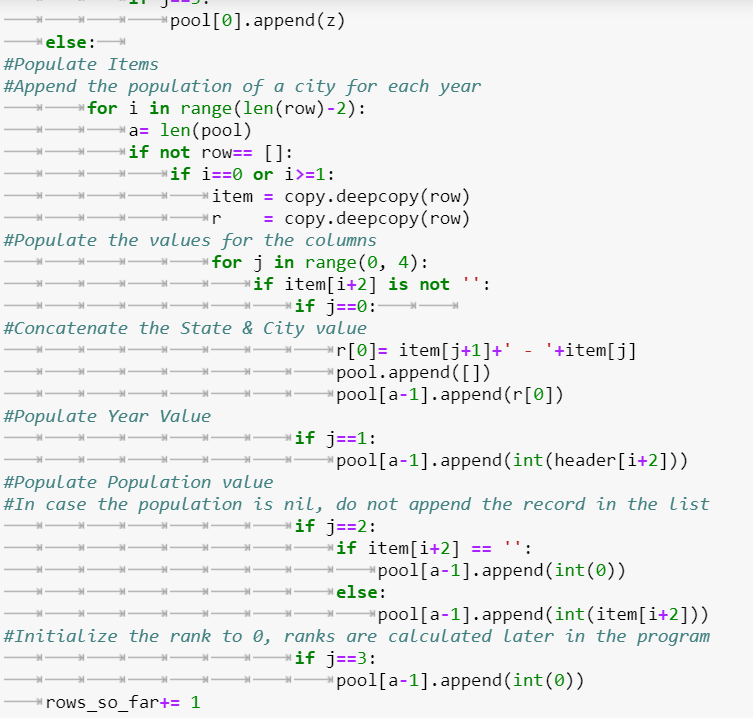 pool[0].append(z)
else:
#Populate Items
#Append the population of a city for each year
for i in range(len(row)-2):
a= len(pool)
if not row== []:
if i==0 or i>=1:
item = copy.deepcopy(row)
r    = copy.deepcopy(row)
#Populate the values for the columns
for j in range(0, 4):
if item[i+2] is not '':
if j==0:
#Concatenate the State & City value
r[0]= item[j+1]+' - '+item[j]
pool.append([])
pool[a-1].append(r[0])
#Populate Year Value
if j==1:
pool[a-1].append(int(header[i+2]))
#Populate Population value
#In case the population is nil, do not append the record in the list
if j==2:
if item[i+2] == '':
pool[a-1].append(int(0))
else:
pool[a-1].append(int(item[i+2]))
#Initialize the rank to 0, ranks are calculated later in the program
if j==3:
pool[a-1].append(int(0))
rows_so_far+= 1